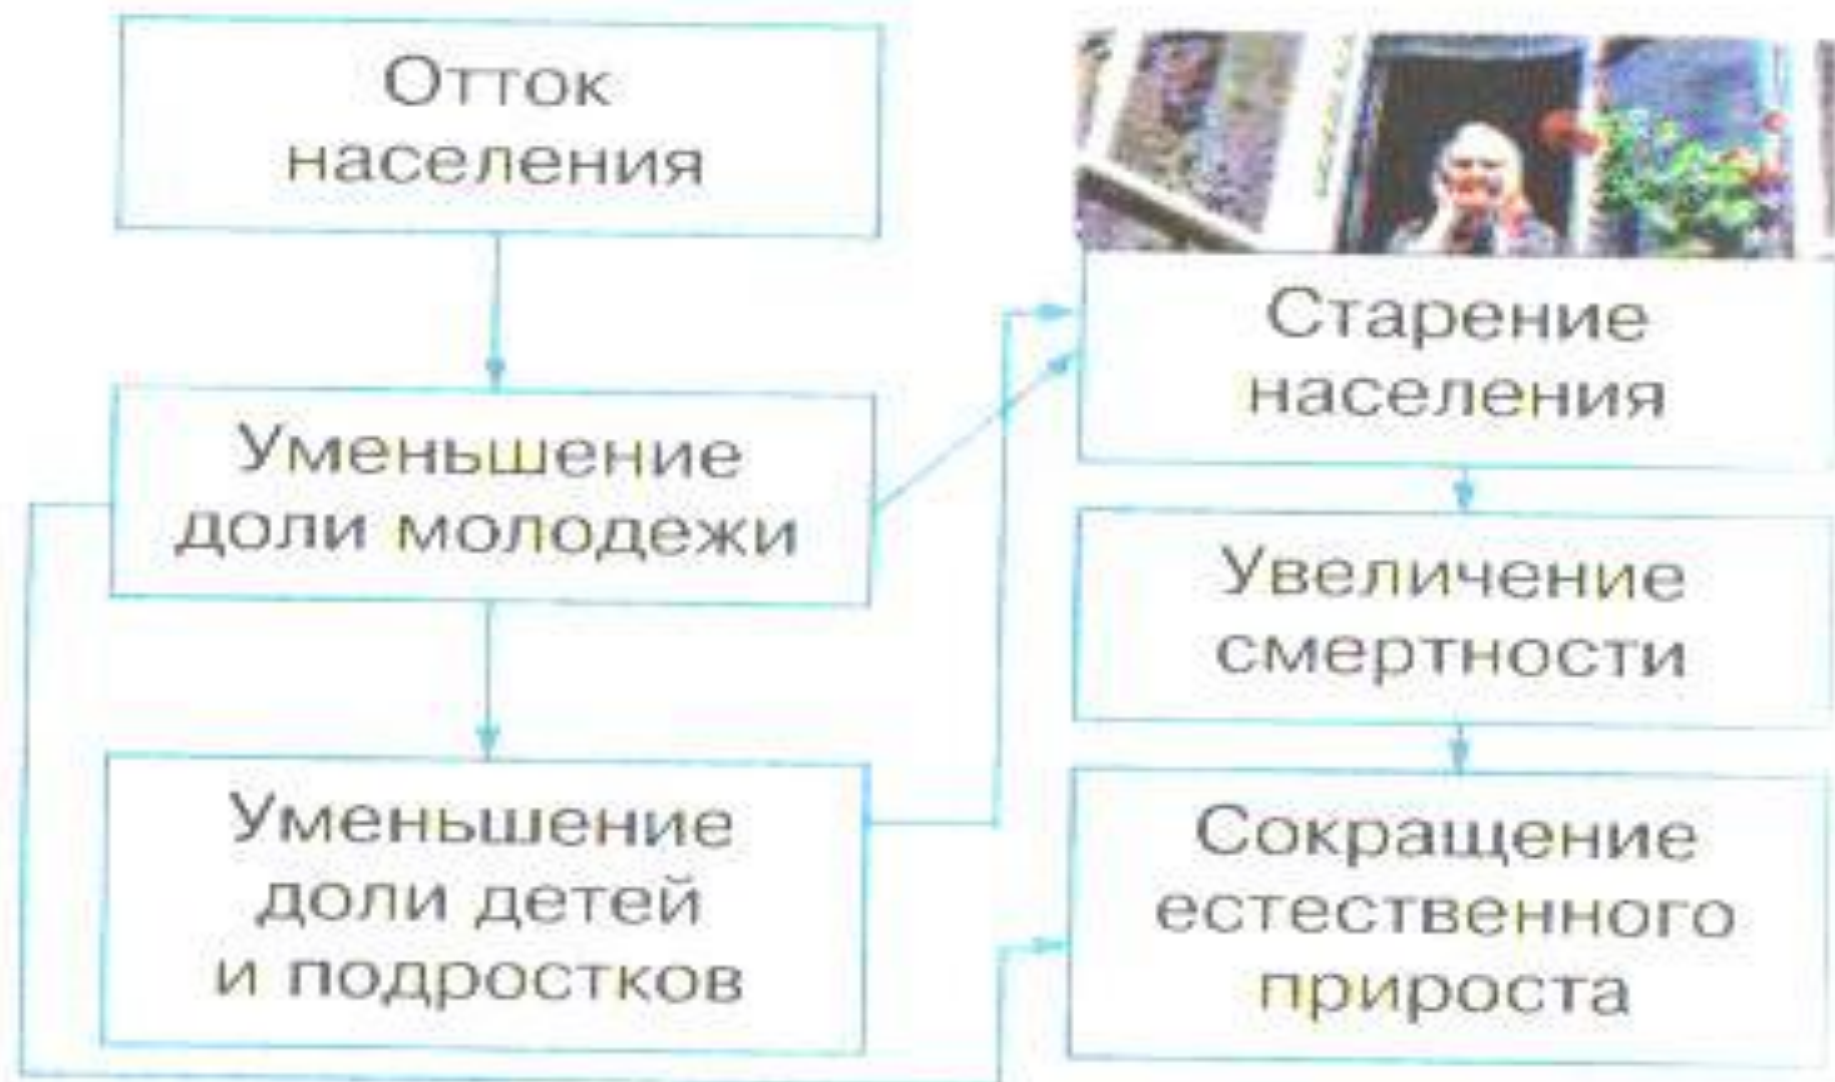 Отток
населения
Уменьшение
доли молодежи
Уменьшение
доли детей
и подростков
Старение
населения
Увеличение
смертности
Сокращение
естественного
прироста